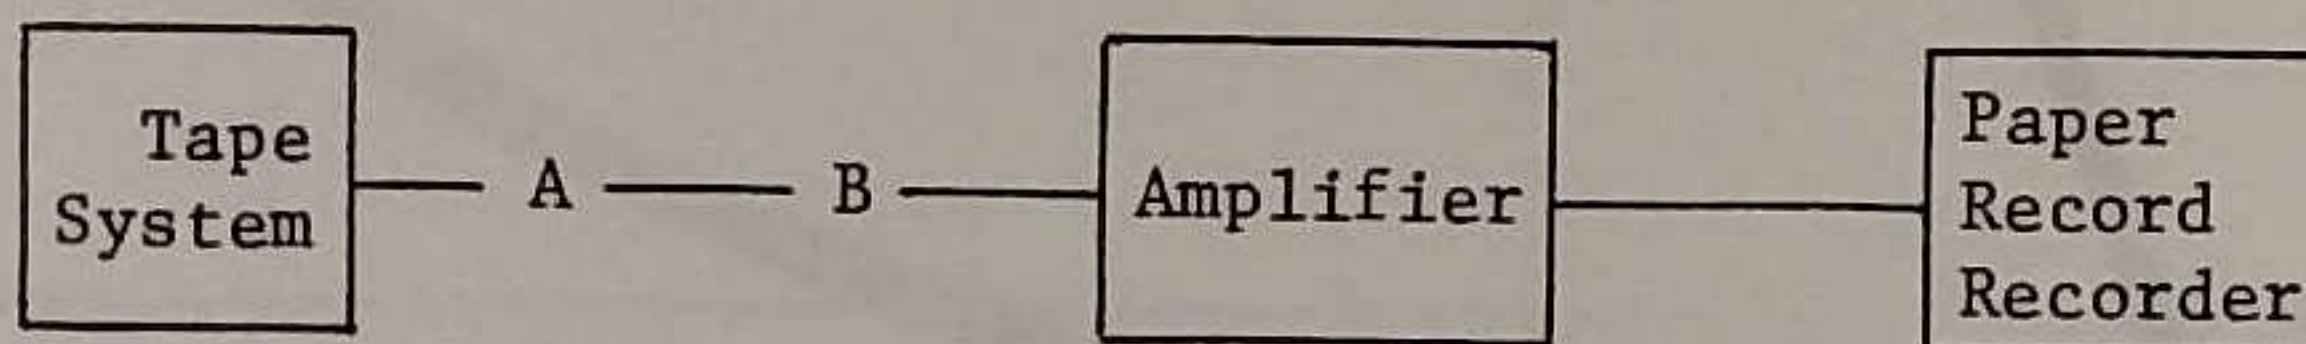 Tape
System
A
B
Amplifier
Paper
Record
Recorder